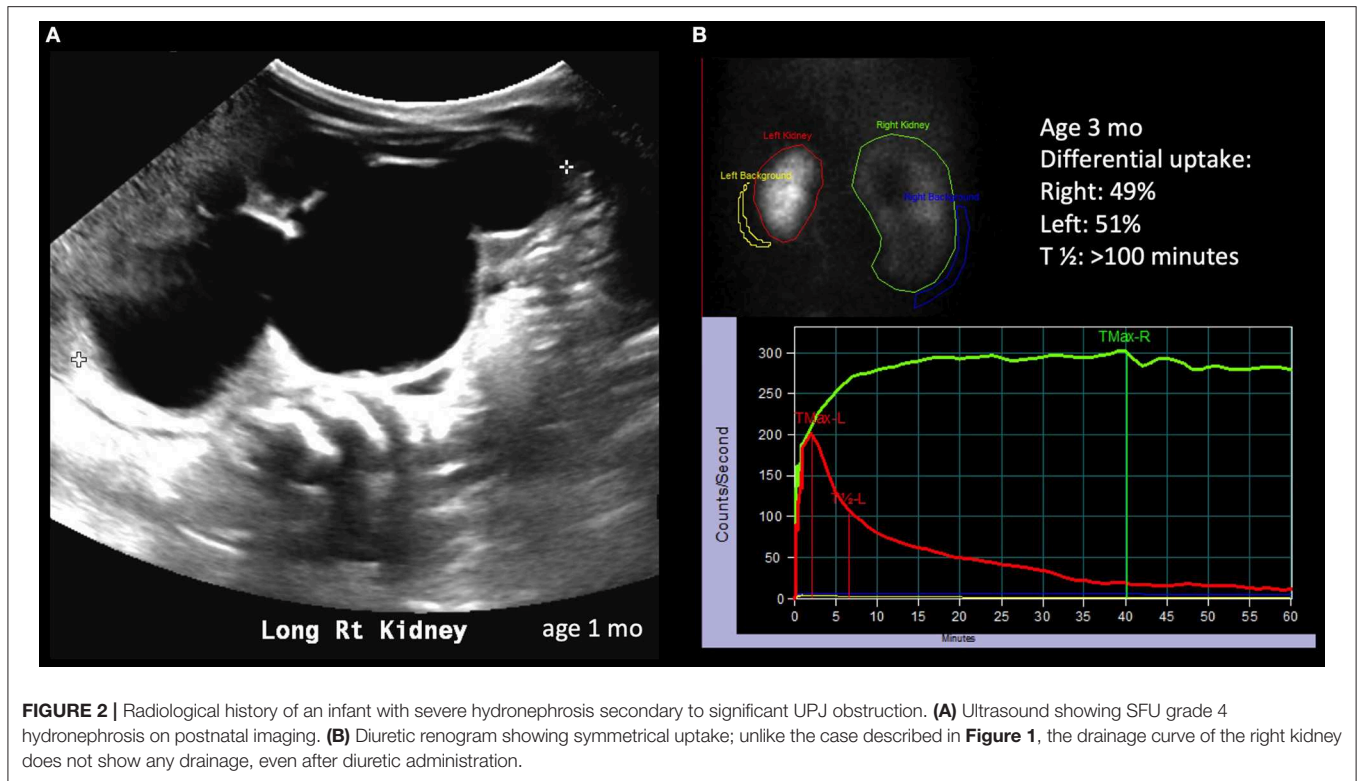 A
Long Rt Kidney
age 1 mo
B
Left Kidney
Right Kidney
Left Background
Right Background
Age 3 mo
Differential uptake:
Right: 49%
Left: 51%
T ½: >100 minutes
TMax-R
TMax-L
T½-L
Counts/Second
300
250
200
150
100
50
0
0 5 10 15 20 25 30 35 40 45 50 55 60
Minutes
FIGURE 2 | Radiological history of an infant with severe hydronephrosis secondary to significant UPJ obstruction. (A) Ultrasound showing SFU grade 4
hydronephrosis on postnatal imaging. (B) Diuretic renogram showing symmetrical uptake; unlike the case described in Figure 1, the drainage curve of the right kidney
does not show any drainage, even after diuretic administration.